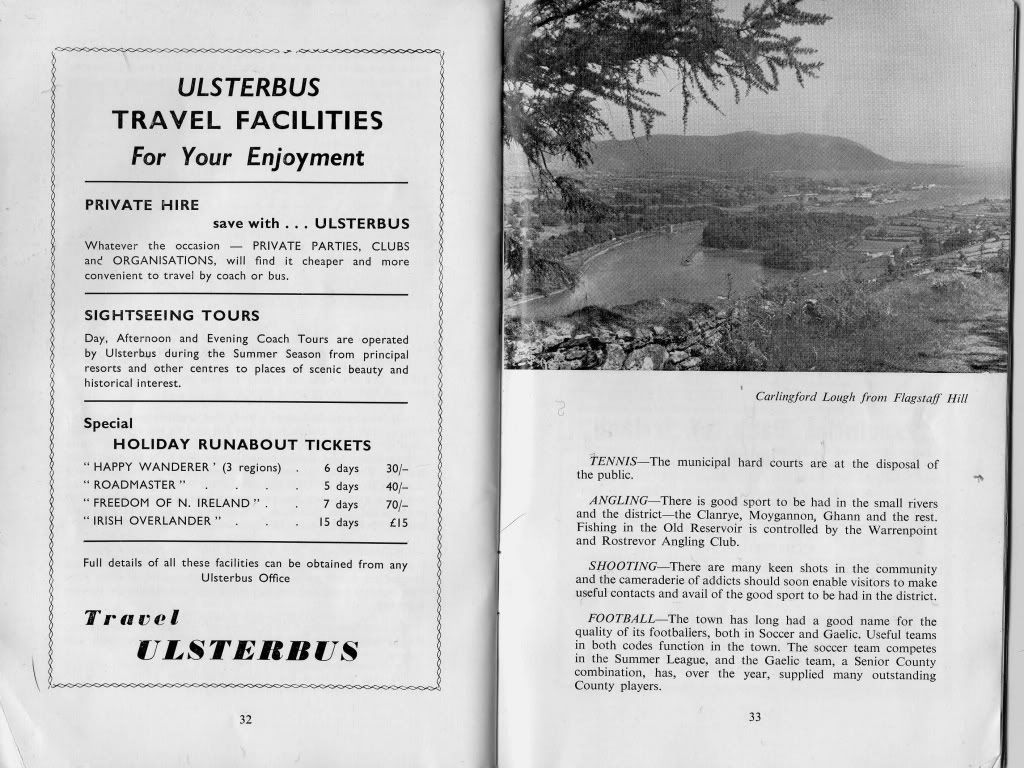 ULSTERBUS
TRAVEL FACILITIES
For Your Enjoyment
PRIVATE HIRE
save with . . . ULSTERBUS
Whatever the occasion — PRIVATE PARTIES, CLUBS
and ORGANISATIONS, will find it cheaper and more
convenient to travel by coach or bus.
SIGHTSEEING TOURS
Day, Afternoon and Evening Coach Tours are operated
by Ulsterbus during the Summer Season from principal
resorts and other centres to places of scenic beauty and
historical interest.
Special
HOLIDAY RUNABOUT TICKETS
“ HAPPY WANDERER ’ (3 regions) . 6 days 30/–
“ ROADMASTER ” . . . . 5 days 40/–
“ FREEDOM OF N. IRELAND ” . . 7 days 70/–
“ IRISH OVERLANDER ” . . . 15 days £15
Full details of all these facilities can be obtained from any
Ulsterbus Office
Travel
ULSTERBUS
32
Carlingford Lough from Flagstaff Hill
TENNIS—The municipal hard courts are at the disposal of
the public.
ANGLING—There is good sport to be had in the small rivers
and the district—the Clanrye, Moygannon, Ghann and the rest.
Fishing in the Old Reservoir is controlled by the Warrenpoint
and Rostrevor Angling Club.
SHOOTING—There are many keen shots in the community
and the cameraderie of addicts should soon enable visitors to make
useful contacts and avail of the good sport to be had in the district.
FOOTBALL—The town has long had a good name for the
quality of its footballers, both in Soccer and Gaelic. Useful teams
in both codes function in the town. The soccer team competes
in the Summer League, and the Gaelic team, a Senior County
combination, has, over the year, supplied many outstanding
County players.
33